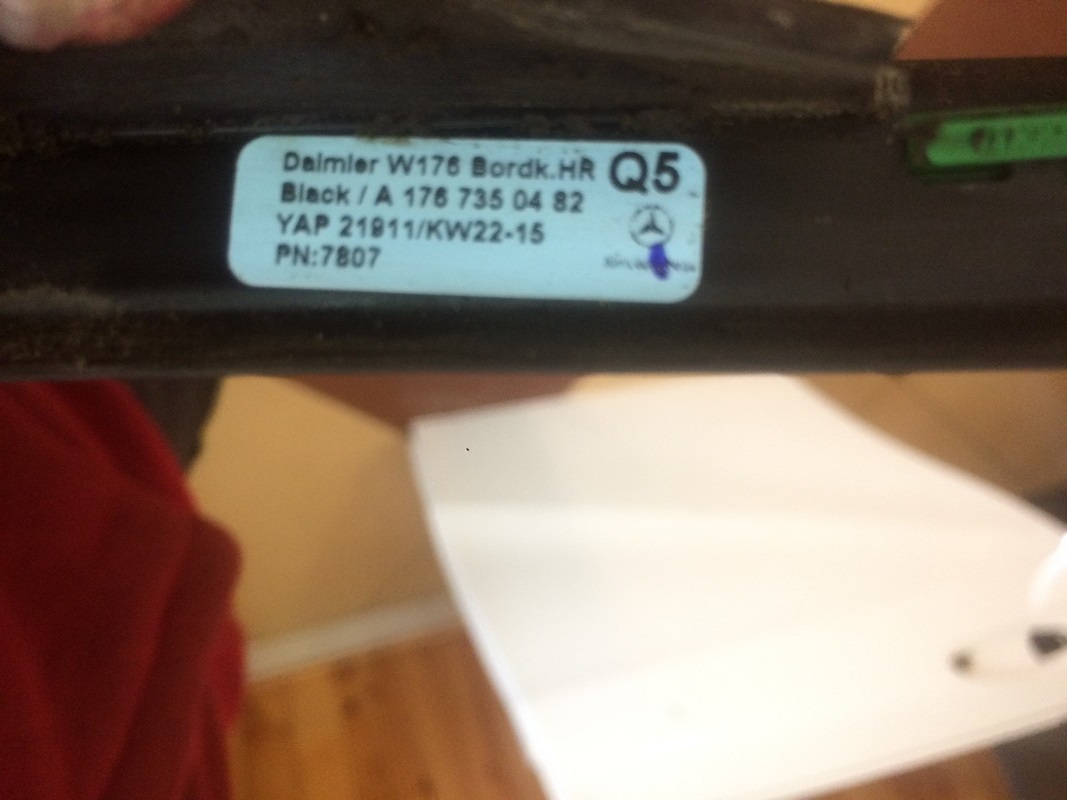 Daimler W176 Bordk.HR Q5
Black / A 176 735 04 82
YAP 21911/KW22-15
PN:7807